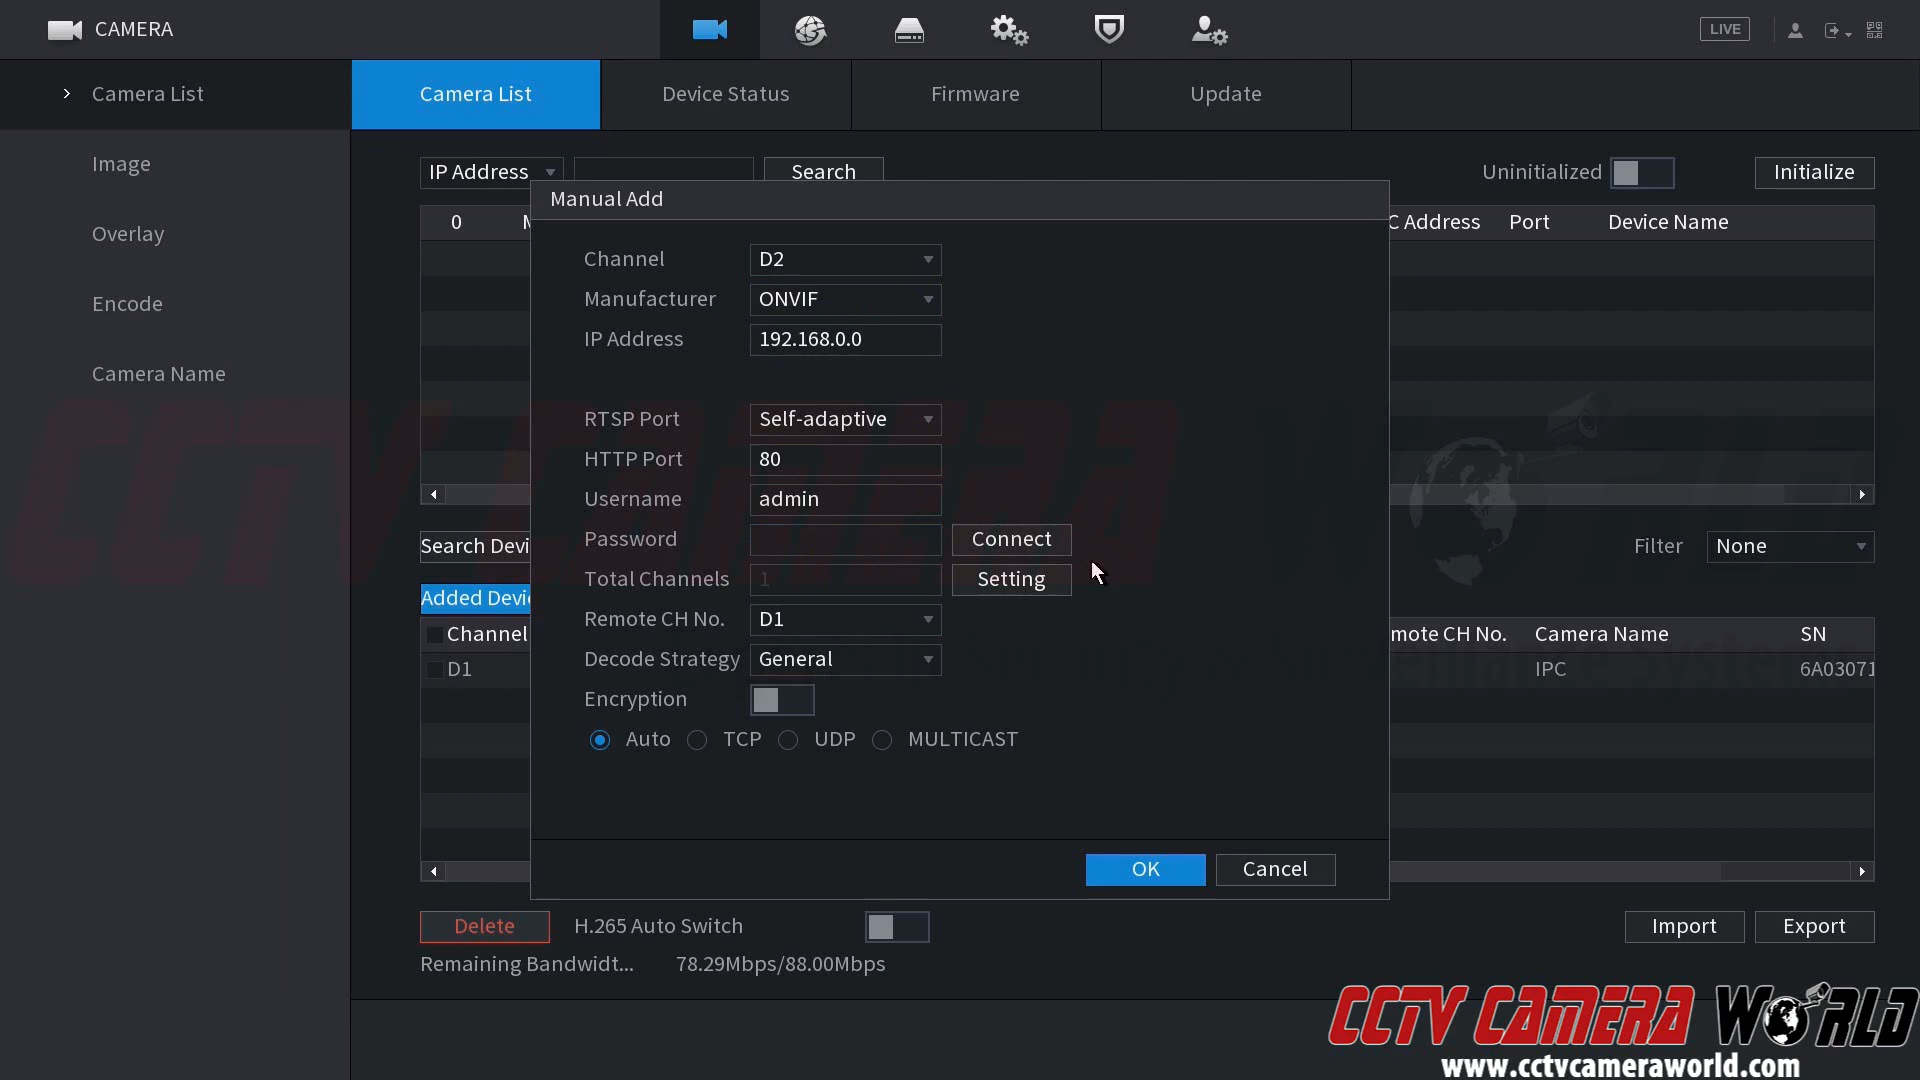 CAMERA
LIVE
Camera List
Image
Overlay
Encode
Camera Name
Camera List Device Status Firmware Update
IP Address Search Uninitialized Initialize
0 C Address Port Device Name
Manual Add
Channel D2
Manufacturer ONVIF
IP Address 192.168.0.0
RTSP Port Self-adaptive
HTTP Port 80
Username admin
Password Connect
Total Channels 1 Setting
Remote CH No. D1
Decode Strategy General
Encryption
Auto TCP UDP MULTICAST
OK Cancel
Search Devi Filter None
Added Devi
Channel mote CH No. Camera Name SN
D1 IPC 6A03071
Delete H.265 Auto Switch Import Export
Remaining Bandwidt... 78.29Mbps/88.00Mbps
CCTV CAMERA WORLD
www.cctvcameraworld.com